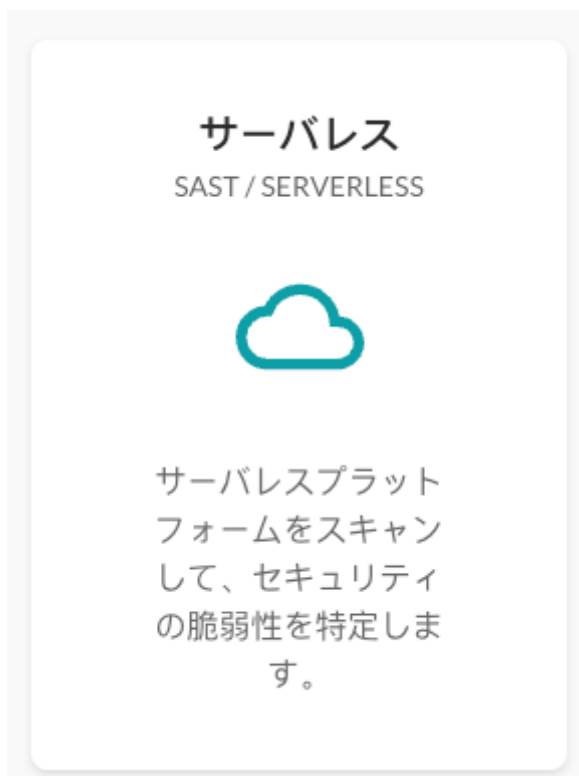 サーバレス
SAST / SERVERLESS
サーバレスプラット
フォームをスキャン
して、セキュリティ
の脆弱性を特定しま
す。